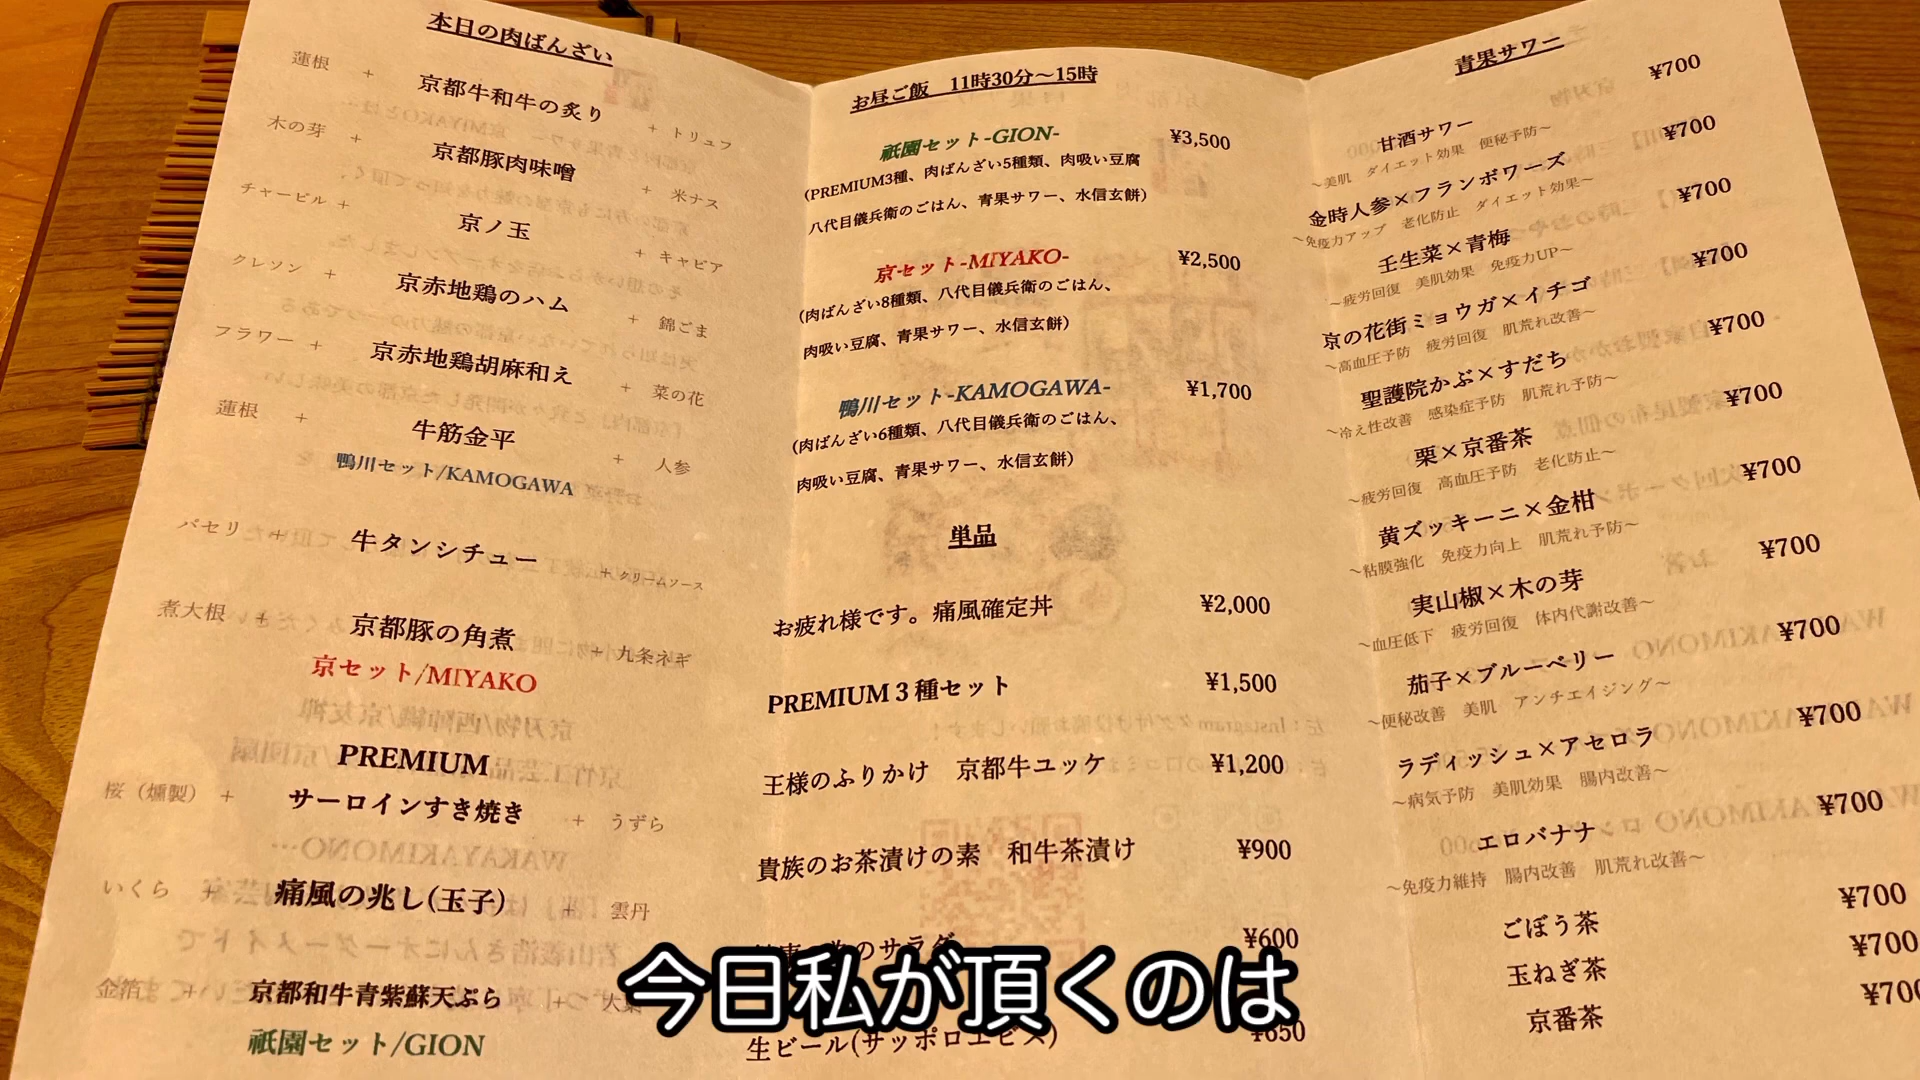 本日の肉ばんざい
蓮根 + 京都牛和牛の炙り + トリュフ
木の芽 + 京都豚肉味噌 + 米ナス
チャービル + 京ノ玉 + キャビア
クレソン + 京赤地鶏のハム + 錦ごま
フラワー + 京赤地鶏胡麻和え + 菜の花
蓮根 + 牛筋金平 + 人参
鴨川セット/KAMOGAWA
パセリ + 牛タンシチュー + クリームソース
煮大根 + 京都豚の角煮 + 九条ネギ
京セット/MIYAKO
PREMIUM
桜（燻製） + サーロインすき焼き + うずら
いくら + 痛風の兆し(玉子) + 雲丹
金箔 + 京都和牛青紫蘇天ぷら +
祇園セット/GION
お昼ご飯 11時30分～15時
祇園セット-GION- ¥3,500
(PREMIUM3種、肉ばんざい5種類、肉吸い豆腐
八代目儀兵衛のごはん、青果サワー、水信玄餅)
京セット-MIYAKO- ¥2,500
(肉ばんざい8種類、八代目儀兵衛のごはん、
肉吸い豆腐、青果サワー、水信玄餅)
鴨川セット-KAMOGAWA- ¥1,700
(肉ばんざい6種類、八代目儀兵衛のごはん、
肉吸い豆腐、青果サワー、水信玄餅)
単品
お疲れ様です。痛風確定丼 ¥2,000
PREMIUM３種セット ¥1,500
王様のふりかけ 京都牛ユッケ ¥1,200
貴族のお茶漬けの素 和牛茶漬け ¥900
のサラダ ¥600
生ビール(サッポロエビス) ¥650
青果サワー
甘酒サワー ¥700
～美肌 ダイエット効果 便秘予防～
金時人参×フランボワーズ ¥700
～免疫力アップ 老化防止 ダイエット効果～
壬生菜×青梅 ¥700
～疲労回復 美肌効果 免疫力UP～
京の花街ミョウガ×イチゴ ¥700
～高血圧予防 疲労回復 肌荒れ改善～
聖護院かぶ×すだち ¥700
～冷え性改善 感染症予防 肌荒れ予防～
栗×京番茶 ¥700
～疲労回復 高血圧予防 老化防止～
黄ズッキーニ×金柑 ¥700
～粘膜強化 免疫力向上 肌荒れ予防～
実山椒×木の芽 ¥700
～血圧低下 疲労回復 体内代謝改善～
茄子×ブルーベリー ¥700
～便秘改善 美肌 アンチエイジング～
ラディッシュ×アセロラ ¥700
～病気予防 美肌効果 腸内改善～
エロバナナ ¥700
～免疫力維持 腸内改善 肌荒れ改善～
ごぼう茶 ¥700
玉ねぎ茶 ¥700
京番茶 ¥700
今日私が頂くのは